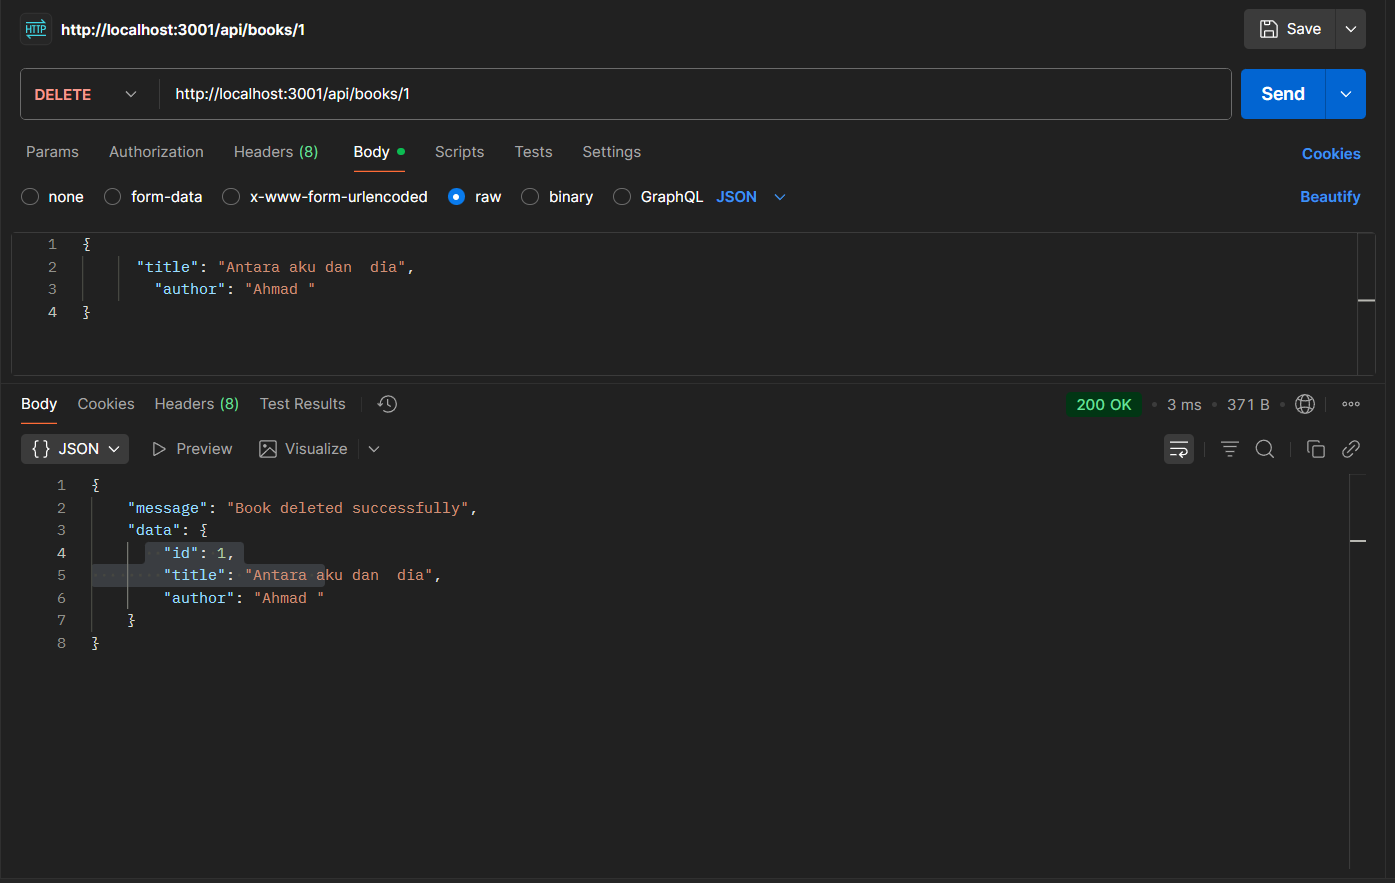 HTTP http://localhost:3001/api/books/1 Save
DELETE http://localhost:3001/api/books/1 Send
Params Authorization Headers (8) Body Scripts Tests Settings Cookies
none form-data x-www-form-urlencoded raw binary GraphQL JSON Beautify
1 {
2 "title": "Antara aku dan  dia",
3 "author": "Ahmad "
4 }
Body Cookies Headers (8) Test Results 200 OK • 3 ms • 371 B •
{} JSON Preview Visualize
1 {
2 "message": "Book deleted successfully",
3 "data": {
4 "id": 1,
5 "title": "Antara aku dan  dia",
6 "author": "Ahmad "
7 }
8 }